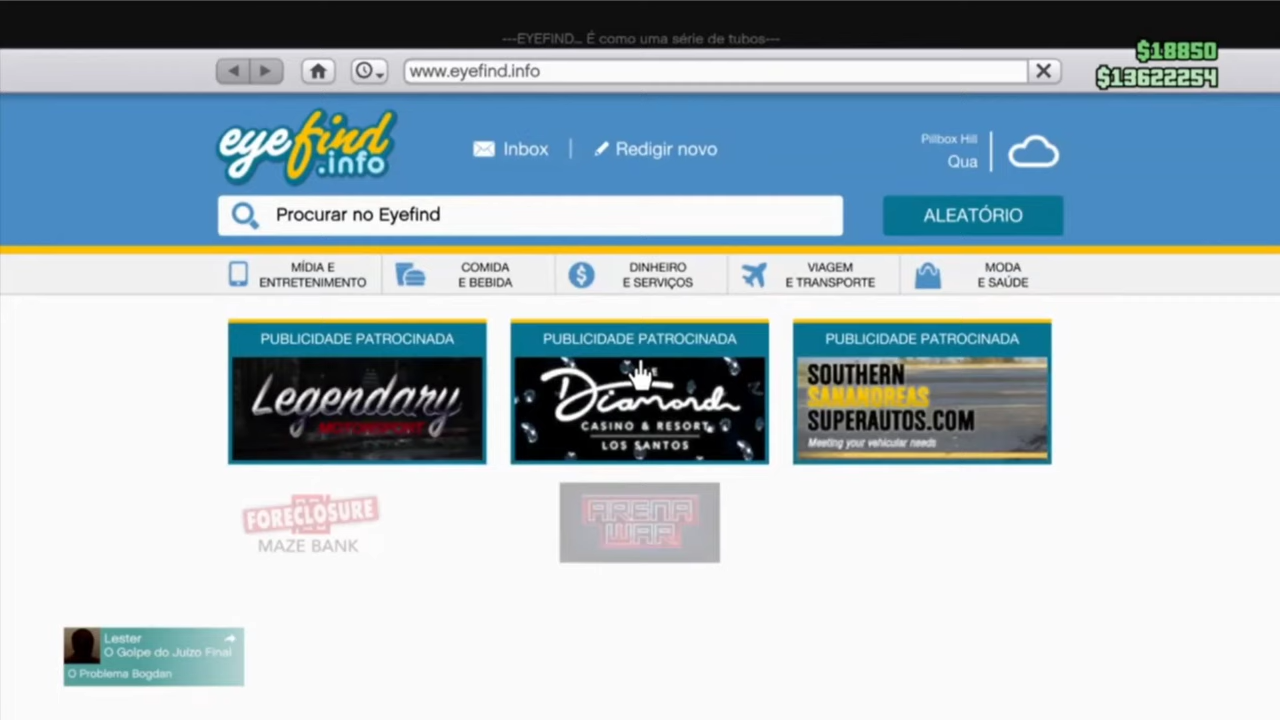 ---EYEFIND... É como uma série de tubos---
$18850
www.eyefind.info
$13622254
eyefind
.info
Inbox
Redigir novo
Pillbox Hill
Qua
Procurar no Eyefind
ALEATÓRIO
MÍDIA E
ENTRETENIMENTO
COMIDA
E BEBIDA
DINHEIRO
E SERVIÇOS
VIAGEM
E TRANSPORTE
MODA
E SAÚDE
PUBLICIDADE PATROCINADA
Legendary
PUBLICIDADE PATROCINADA
Diamond
CASINO & RESORT
LOS SANTOS
PUBLICIDADE PATROCINADA
SOUTHERN
SANANDREAS
SUPERAUTOS.COM
Meeting your vehicular needs
FORECLOSURE
MAZE BANK
ARENA
WAR
Lester
O Golpe do Juízo Final
O Problema Bogdan